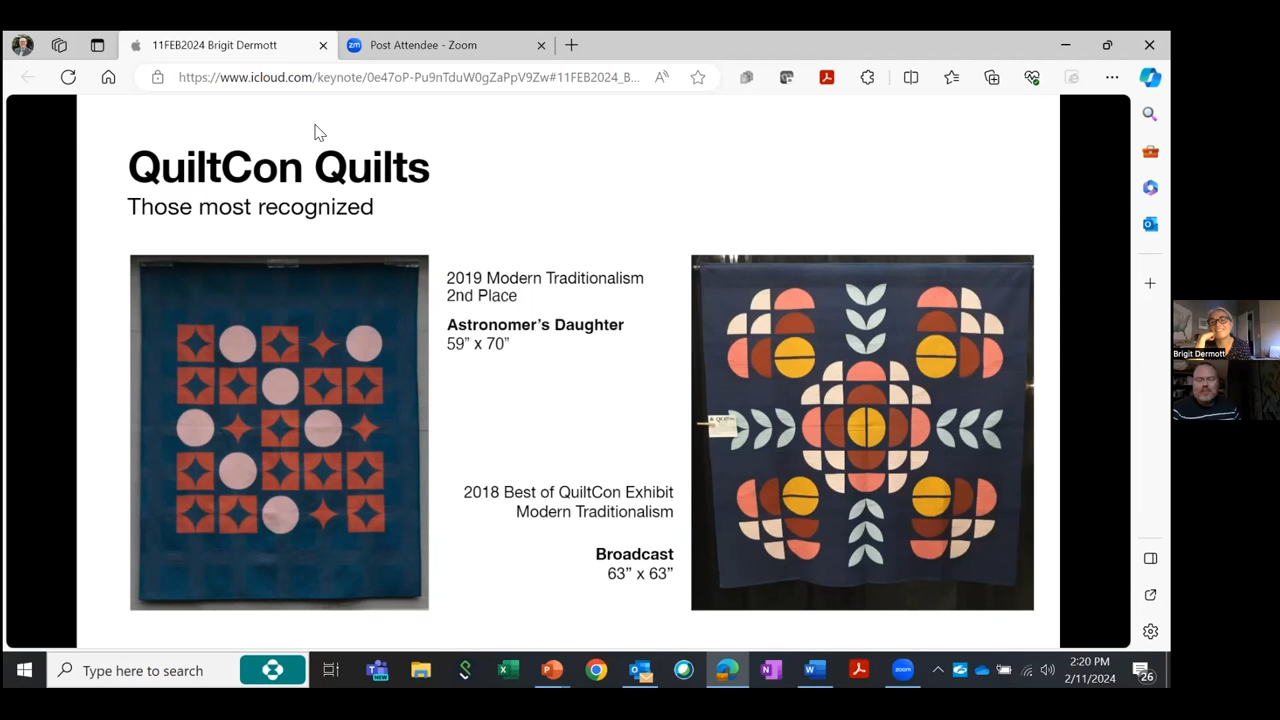 11FEB2024 Brigit Dermott
Post Attendee - Zoom
https://www.icloud.com/keynote/0e47oP-Pu9nTduW0gZaPpV9Zw#11FEB2024_B...
QuiltCon Quilts
Those most recognized
2019 Modern Traditionalism
2nd Place
Astronomer's Daughter
59” x 70”
2018 Best of QuiltCon Exhibit
Modern Traditionalism
Broadcast
63” x 63”
Brigit Dermott
Type here to search
2:20 PM
2/11/2024
26